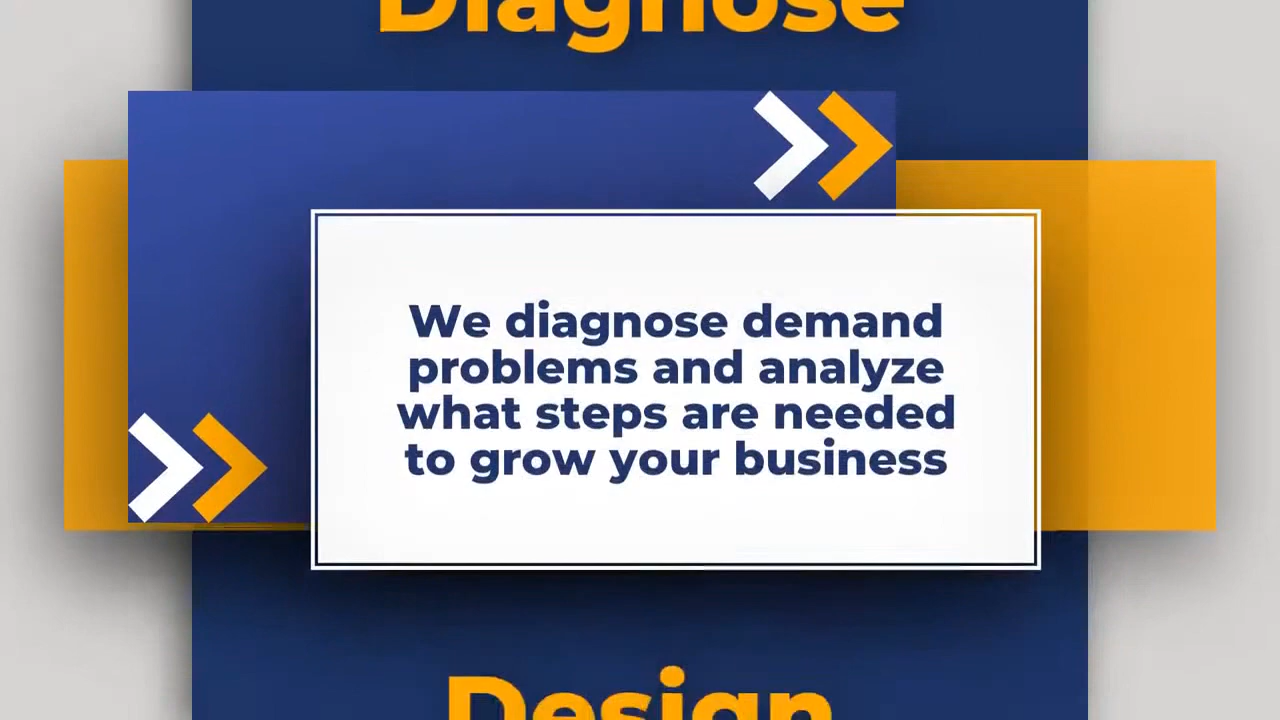 Diagnose
We diagnose demand
problems and analyze
what steps are needed
to grow your business
Design